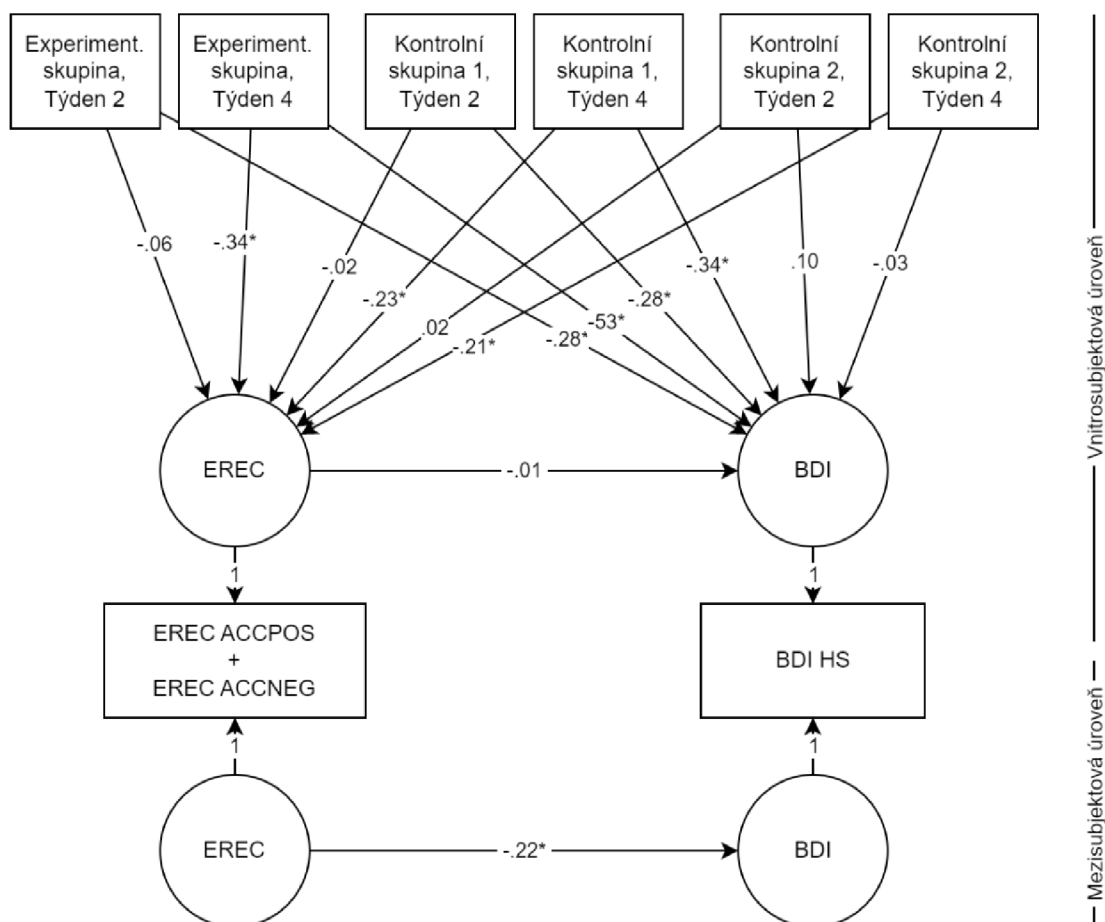 Experiment.
skupina,
Týden 2
Experiment.
skupina,
Týden 4
Kontrolní
skupina 1,
Týden 2
Kontrolní
skupina 1,
Týden 4
Kontrolní
skupina 2,
Týden 2
Kontrolní
skupina 2,
Týden 4
-.06
-.34*
-.02
-.23*
.02
-.21*
-.28*
-53*
-.28*
-.34*
.10
-.03
EREC
-.01
BDI
1
1
EREC ACCPOS
+
EREC ACCNEG
BDI HS
1
1
EREC
-.22*
BDI
Vnitrosubjektová úroveň
Mezisubjektová úroveň